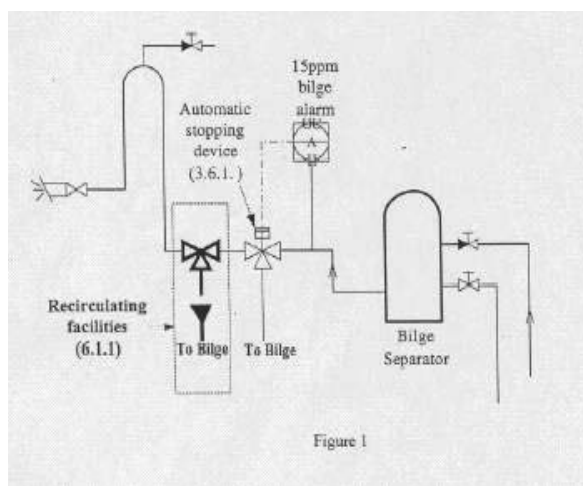 15ppm
bilge
alarm
Automatic
stopping
device
(3.6.1. )
A
Recirculating
facilities
(6.1.1)
To Bilge
To Bilge
Bilge
Separator
Figure 1